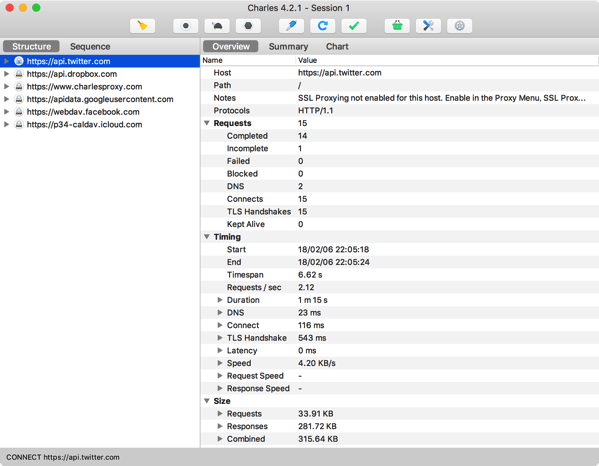 Charles 4.2.1 - Session 1
Structure Sequence
Overview Summary Chart
https://api.twitter.com
https://api.dropbox.com
https://www.charlesproxy.com
https://apidata.googleusercontent.com
https://webdav.facebook.com
https://p34-caldav.icloud.com
Name Value
Host https://api.twitter.com
Path /
Notes SSL Proxying not enabled for this host. Enable in the Proxy Menu, SSL Prox...
Protocols HTTP/1.1
Requests 15
Completed 14
Incomplete 1
Failed 0
Blocked 0
DNS 2
Connects 15
TLS Handshakes 15
Kept Alive 0
Timing
Start 18/02/06 22:05:18
End 18/02/06 22:05:24
Timespan 6.62 s
Requests / sec 2.12
Duration 1 m 15 s
DNS 23 ms
Connect 116 ms
TLS Handshake 543 ms
Latency 0 ms
Speed 4.20 KB/s
Request Speed -
Response Speed -
Size
Requests 33.91 KB
Responses 281.72 KB
Combined 315.64 KB
CONNECT https://api.twitter.com